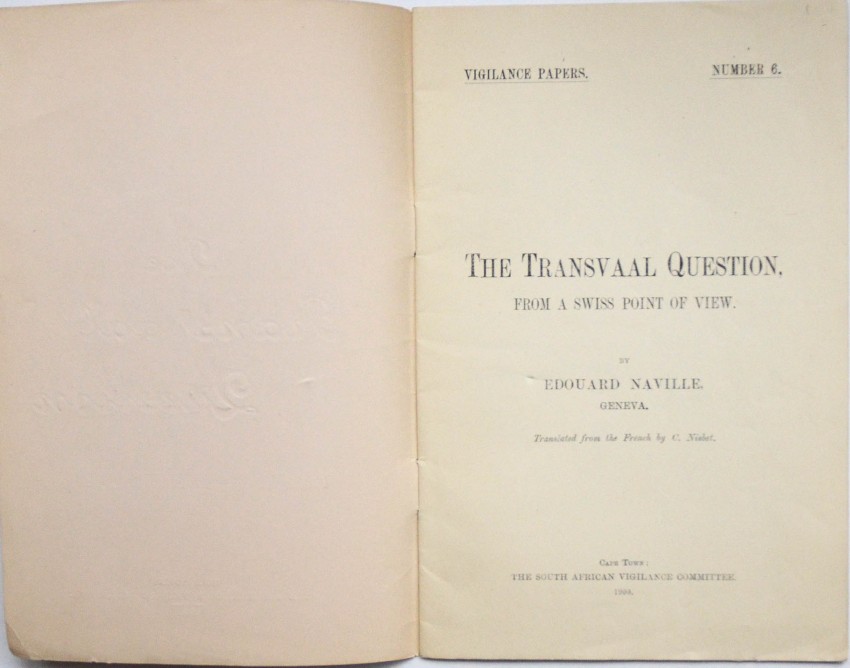 VIGILANCE PAPERS.
NUMBER 6.
THE TRANSVAAL QUESTION,
FROM A SWISS POINT OF VIEW.
BY
EDOUARD NAVILLE.
GENEVA.
Translated from the French by C. Nisbet.
CAPE TOWN:
THE SOUTH AFRICAN VIGILANCE COMMITTEE.